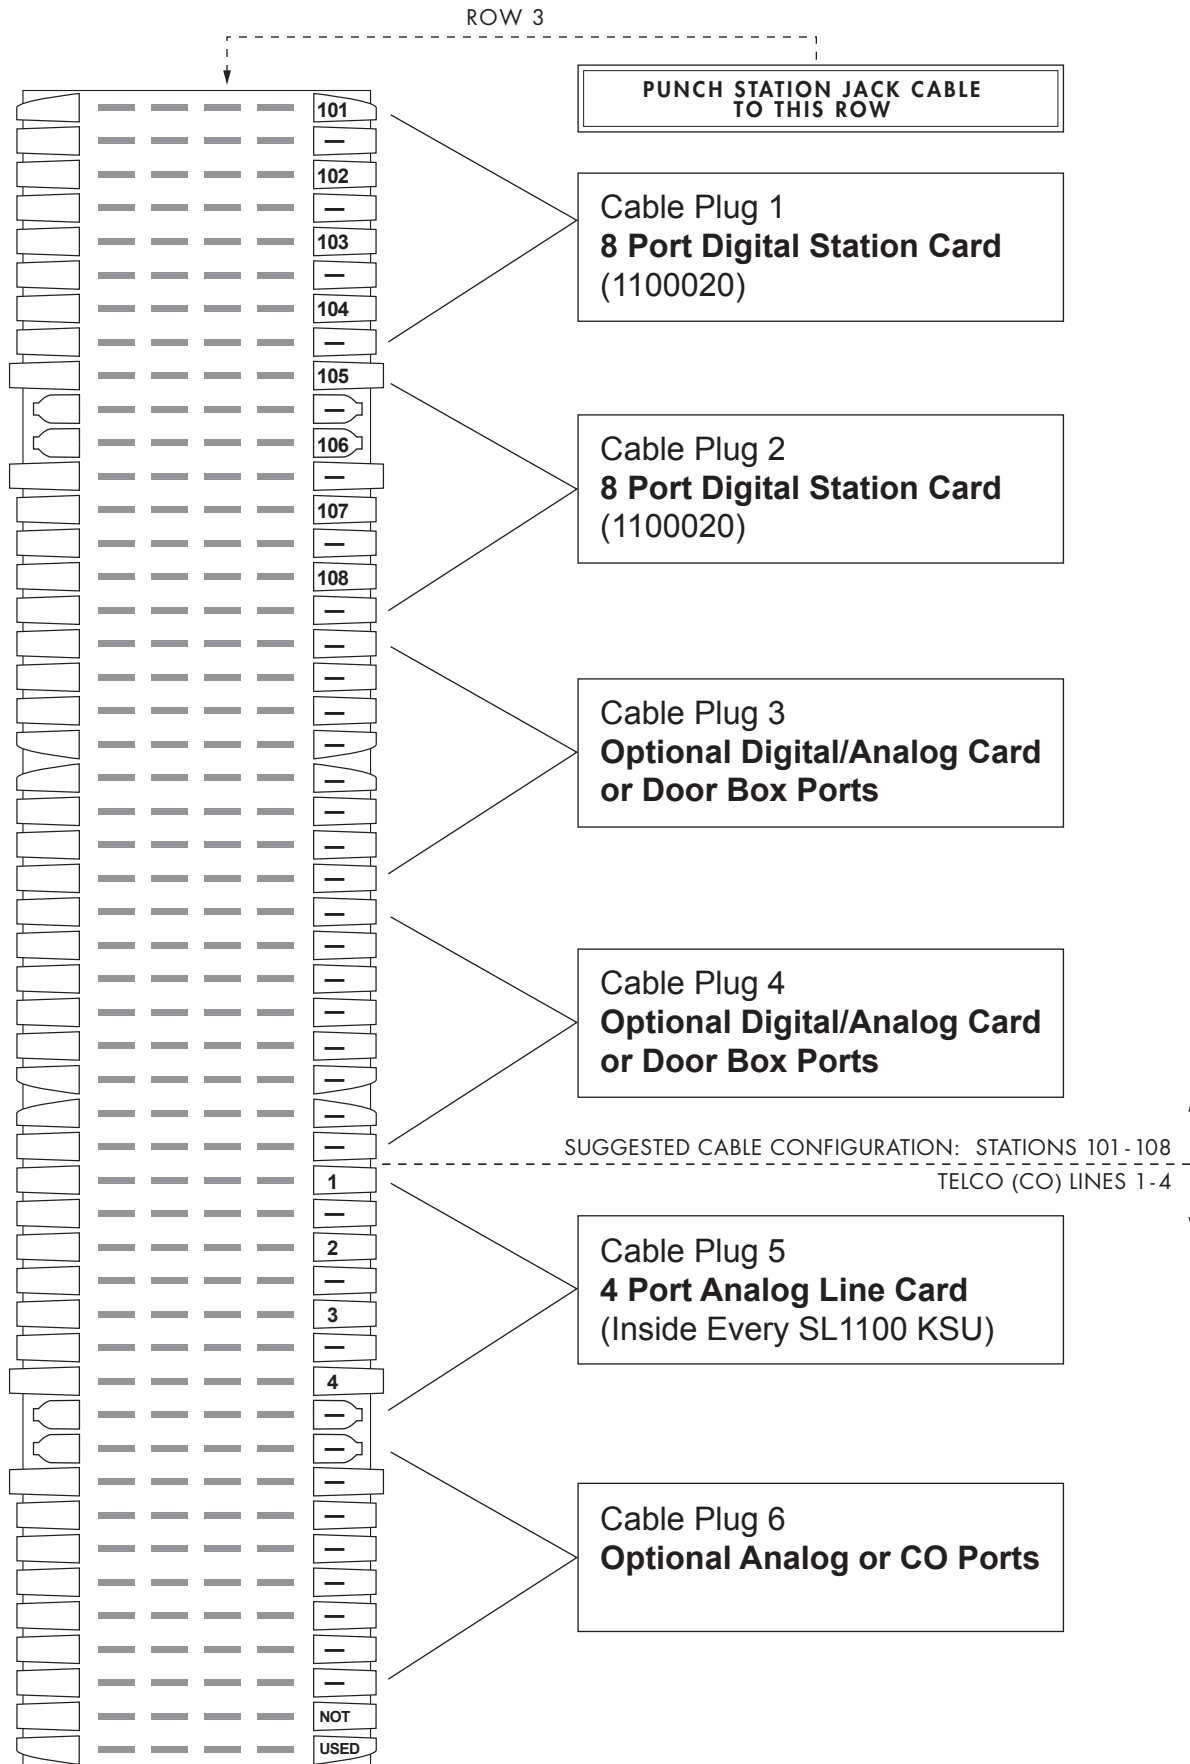 ROW 3
PUNCH STATION JACK CABLE
TO THIS ROW
101
–
102
–
103
–
104
–
Cable Plug 1
8 Port Digital Station Card
(1100020)
105
–
106
–
107
–
108
–
Cable Plug 2
8 Port Digital Station Card
(1100020)
–
–
–
–
–
–
–
–
Cable Plug 3
Optional Digital/Analog Card
or Door Box Ports
–
–
–
–
–
–
–
–
Cable Plug 4
Optional Digital/Analog Card
or Door Box Ports
SUGGESTED CABLE CONFIGURATION: STATIONS 101-108
TELCO (CO) LINES 1-4
1
–
2
–
3
–
4
–
Cable Plug 5
4 Port Analog Line Card
(Inside Every SL1100 KSU)
–
–
–
–
–
–
–
–
Cable Plug 6
Optional Analog or CO Ports
NOT
USED